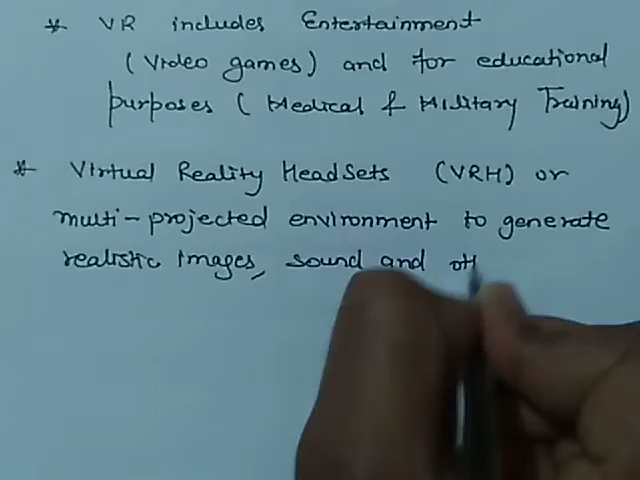 * VR includes Entertainment
(Video games) and for educational
purposes (Medical & Military Training)
* Virtual Reality HeadSets (VRH) or
multi-projected environment to generate
realistic images, sound and ot